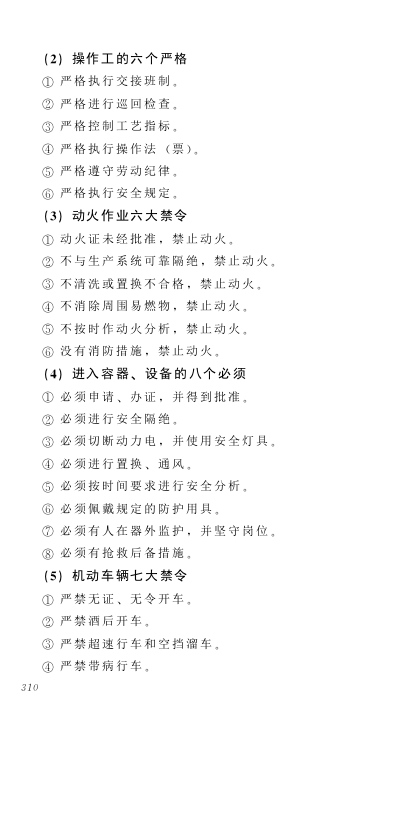 (2) 操作工的六个严格
① 严格执行交接班制。
② 严格进行巡回检查。
③ 严格控制工艺指标。
④ 严格执行操作法（票）。
⑤ 严格遵守劳动纪律。
⑥ 严格执行安全规定。
(3) 动火作业六大禁令
① 动火证未经批准，禁止动火。
② 不与生产系统可靠隔绝，禁止动火。
③ 不清洗或置换不合格，禁止动火。
④ 不消除周围易燃物，禁止动火。
⑤ 不按时作动火分析，禁止动火。
⑥ 没有消防措施，禁止动火。
(4) 进入容器、设备的八个必须
① 必须申请、办证，并得到批准。
② 必须进行安全隔绝。
③ 必须切断动力电，并使用安全灯具。
④ 必须进行置换、通风。
⑤ 必须按时间要求进行安全分析。
⑥ 必须佩戴规定的防护用具。
⑦ 必须有人在器外监护，并坚守岗位。
⑧ 必须有抢救后备措施。
(5) 机动车辆七大禁令
① 严禁无证、无令开车。
② 严禁酒后开车。
③ 严禁超速行车和空挡溜车。
④ 严禁带病行车。
310